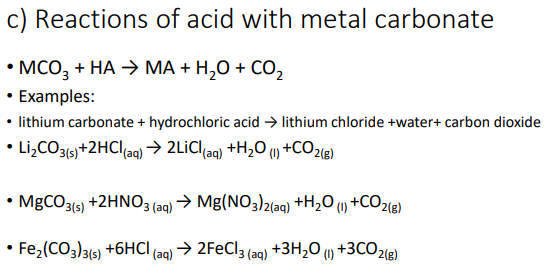 c) Reactions of acid with metal carbonate
• MCO₃ + HA → MA + H₂O + CO₂
• Examples:
• lithium carbonate + hydrochloric acid → lithium chloride +water+ carbon dioxide
• Li₂CO₃₍ₛ₎+2HCl₍aq₎ → 2LiCl₍aq₎ +H₂O ₍l₎ +CO₂₍g₎
• MgCO₃₍ₛ₎ +2HNO₃ ₍aq₎ → Mg(NO₃)₂₍aq₎ +H₂O ₍l₎ +CO₂₍g₎
• Fe₂(CO₃)₃₍ₛ₎ +6HCl ₍aq₎ → 2FeCl₃ ₍aq₎ +3H₂O ₍l₎ +3CO₂₍g₎